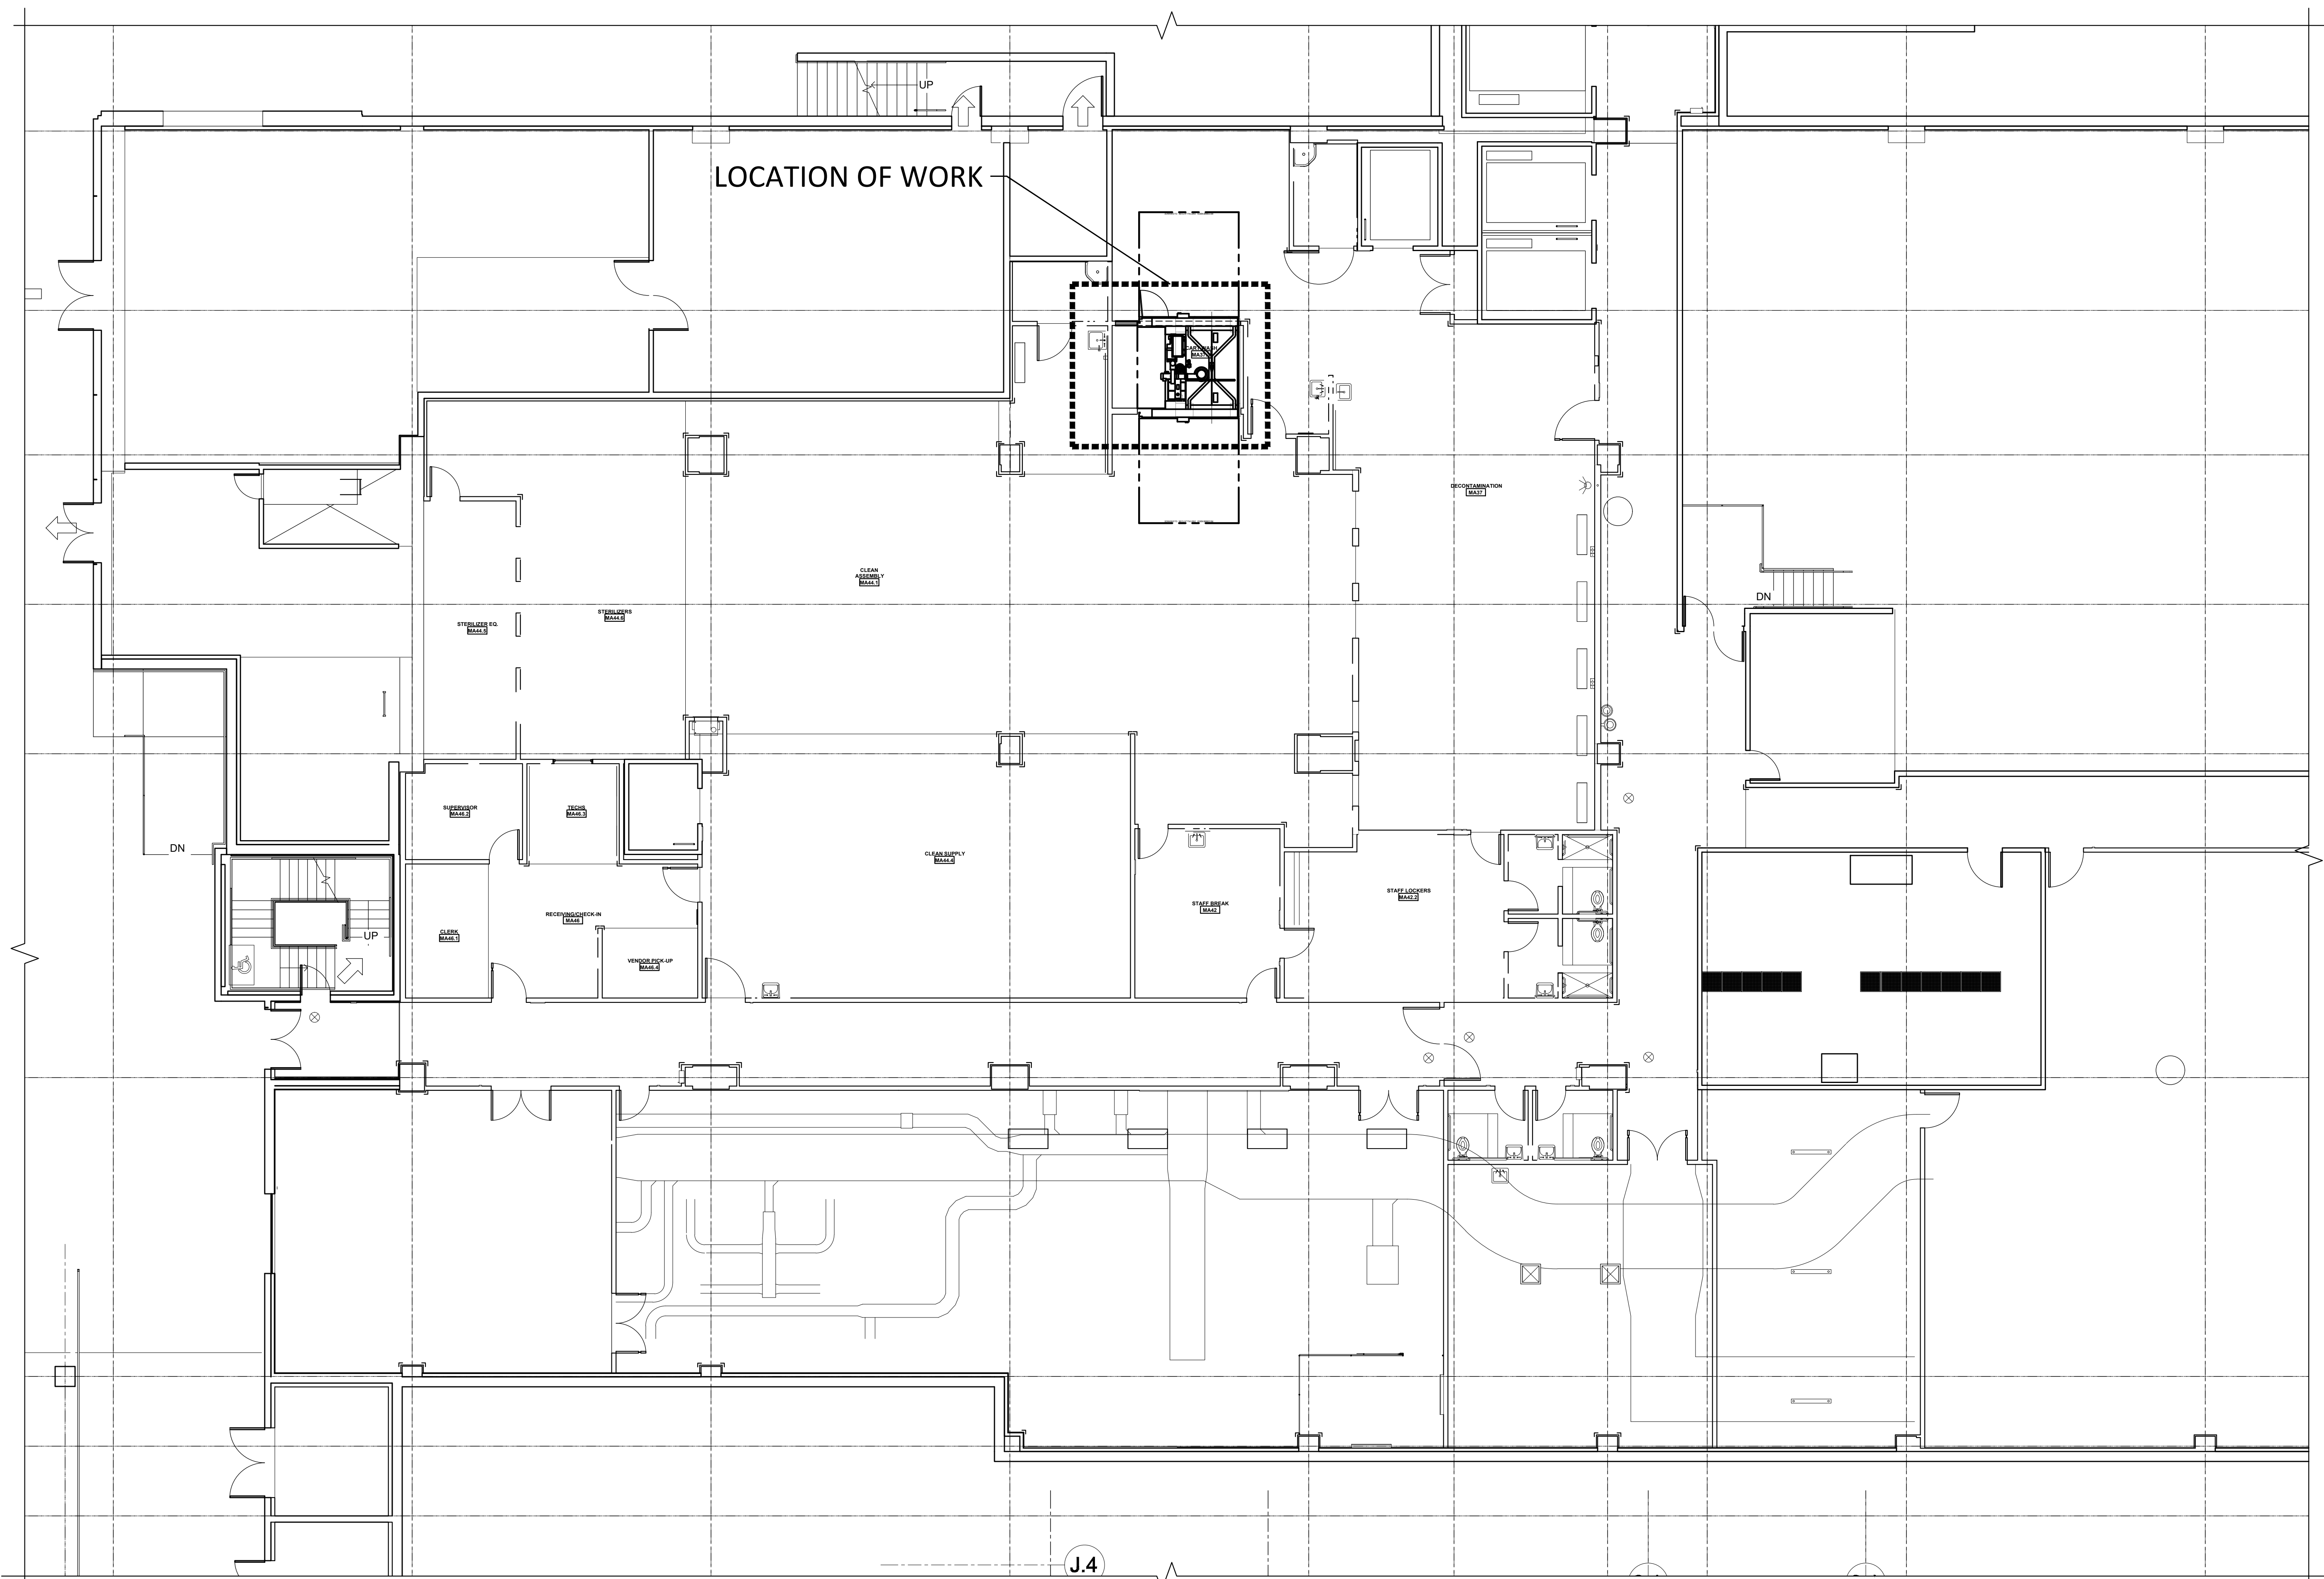 UP
LOCATION OF WORK
CART WASH
DECONTAMINATION
MA37
CLEAN
ASSEMBLY
MA44.1
STERILIZERS
MA44.6
STERILIZER EQ.
MA44.5
DN
SUPERVISOR
MA46.2
TECHS
MA46.3
DN
CLEAN SUPPLY
MA44.4
STAFF LOCKERS
MA42.2
STAFF BREAK
MA42
RECEIVING/CHECK-IN
MA46
CLERK
MA46.1
UP
VENDOR PICK-UP
MA46.4
J.4